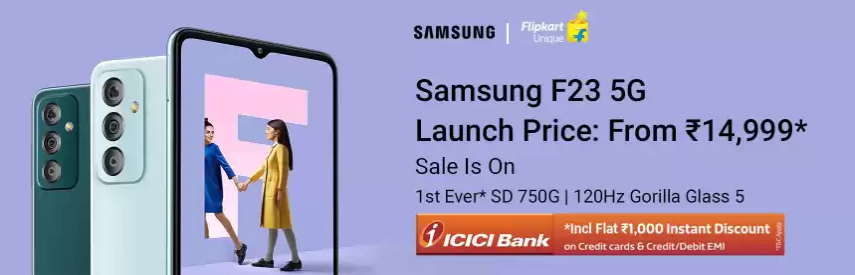 SAMSUNG
Flipkart
Unique
Samsung F23 5G
Launch Price: From ₹14,999*
Sale Is On
1st Ever* SD 750G | 120Hz Gorilla Glass 5
ICICI Bank
*Incl Flat ₹1,000 Instant Discount
on Credit cards & Credit/Debit EMI
*T&C Apply